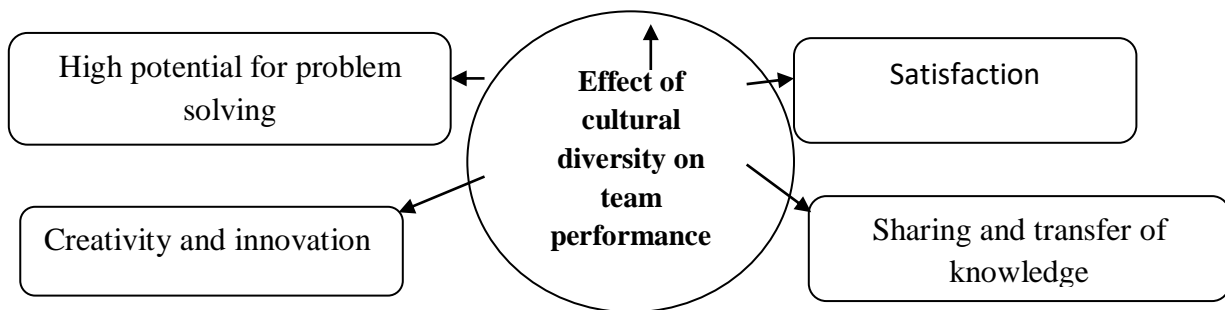 High potential for problem
solving
Effect of
cultural
diversity on
team
performance
Satisfaction
Creativity and innovation
Sharing and transfer of
knowledge